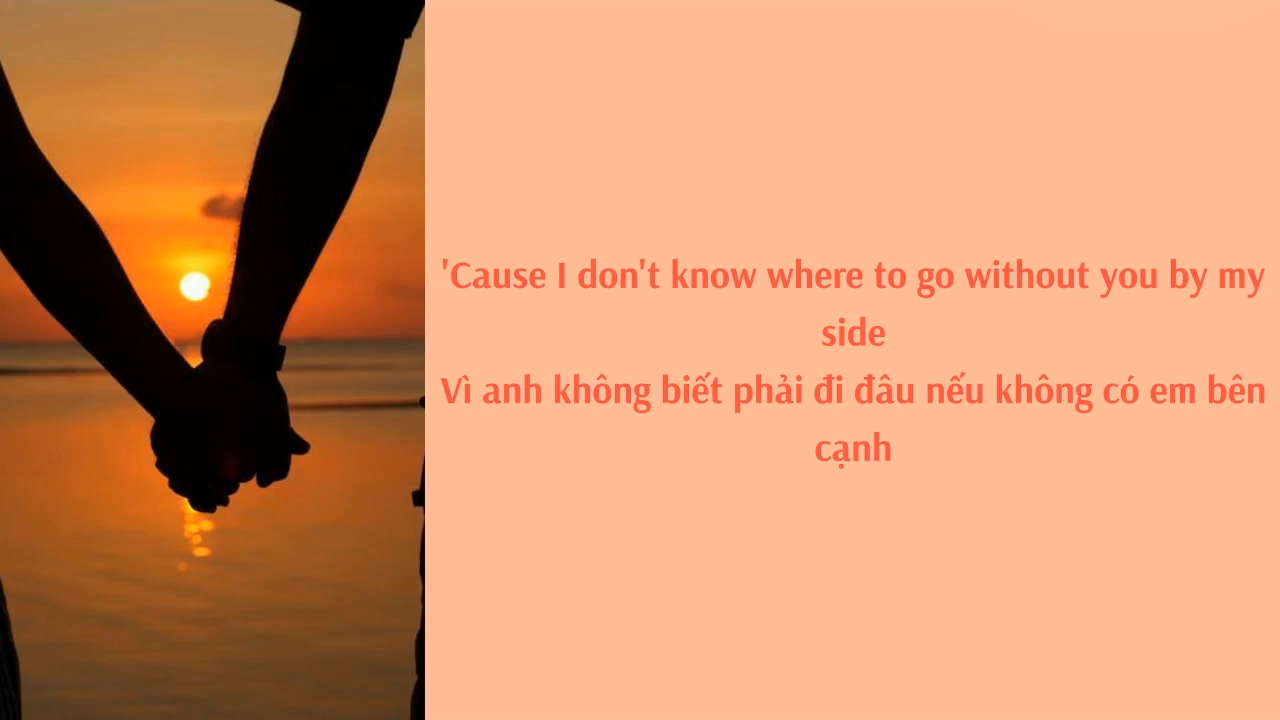 'Cause I don't know where to go without you by my
side
Vì anh không biết phải đi đâu nếu không có em bên
cạnh